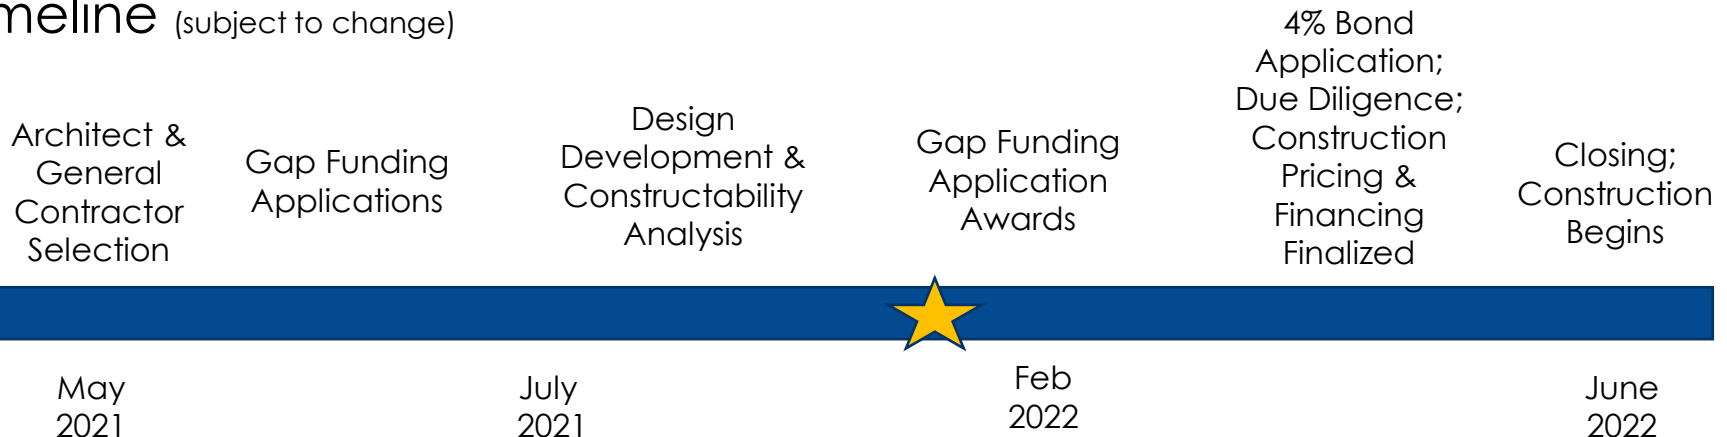 meline (subject to change)
Architect &
General
Contractor
Selection
Gap Funding
Applications
Design
Development &
Constructability
Analysis
Gap Funding
Application
Awards
4% Bond
Application;
Due Diligence;
Construction
Pricing &
Financing
Finalized
Closing;
Construction
Begins
May
2021
July
2021
Feb
2022
June
2022